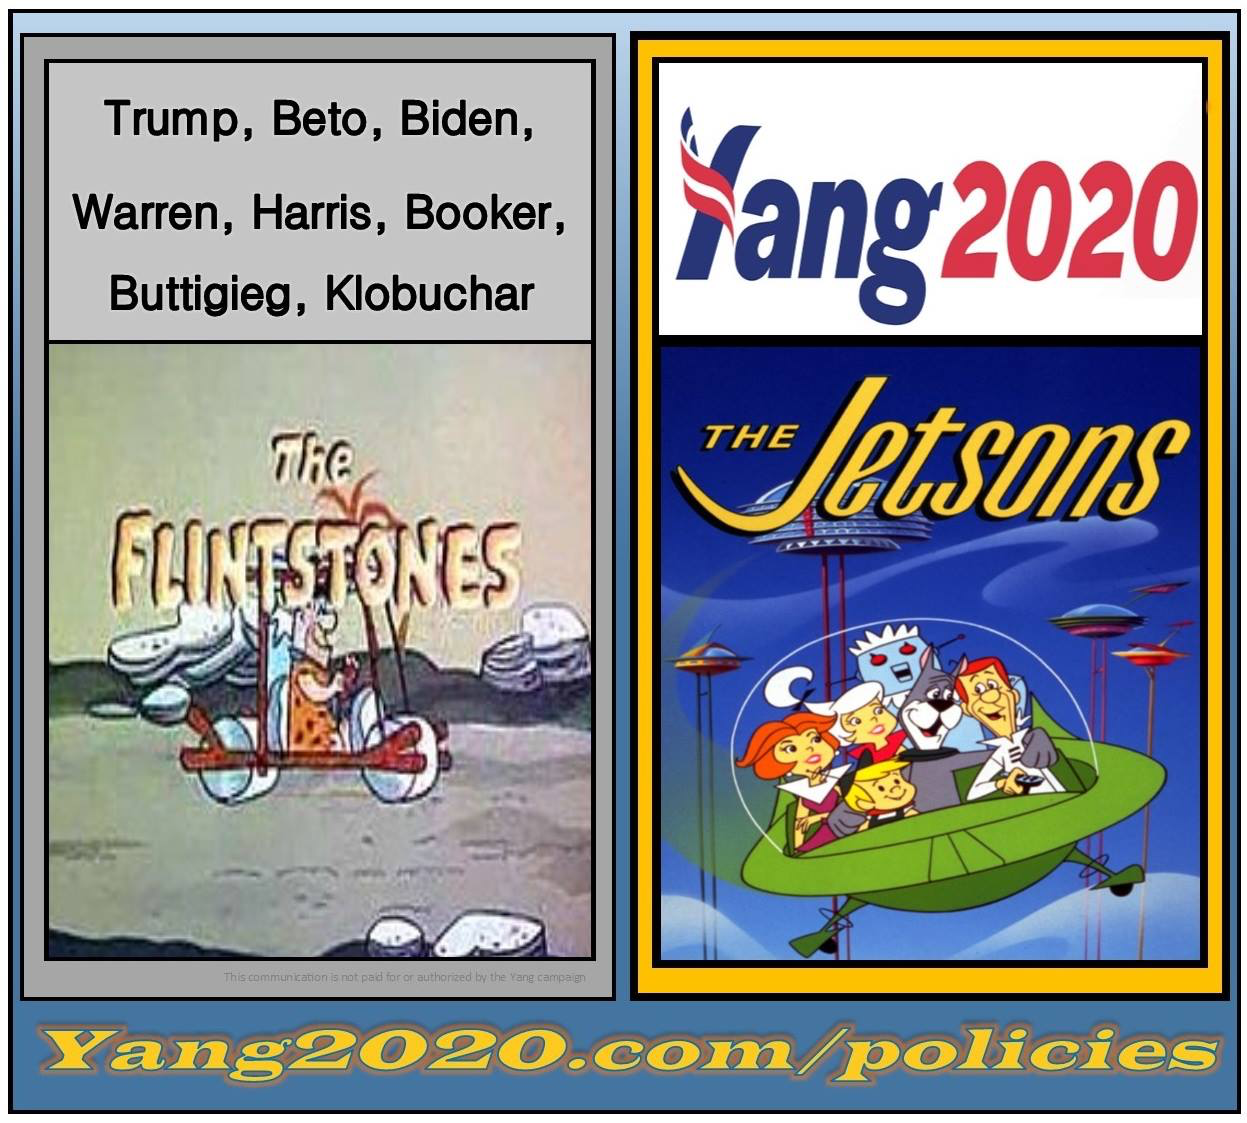 Trump, Beto, Biden,
Warren, Harris, Booker,
Buttigieg, Klobuchar
The
FLINTSTONES
This communication is not paid for or authorized by the Yang campaign
Yang2020
THE Jetsons
Yang2020.com/policies